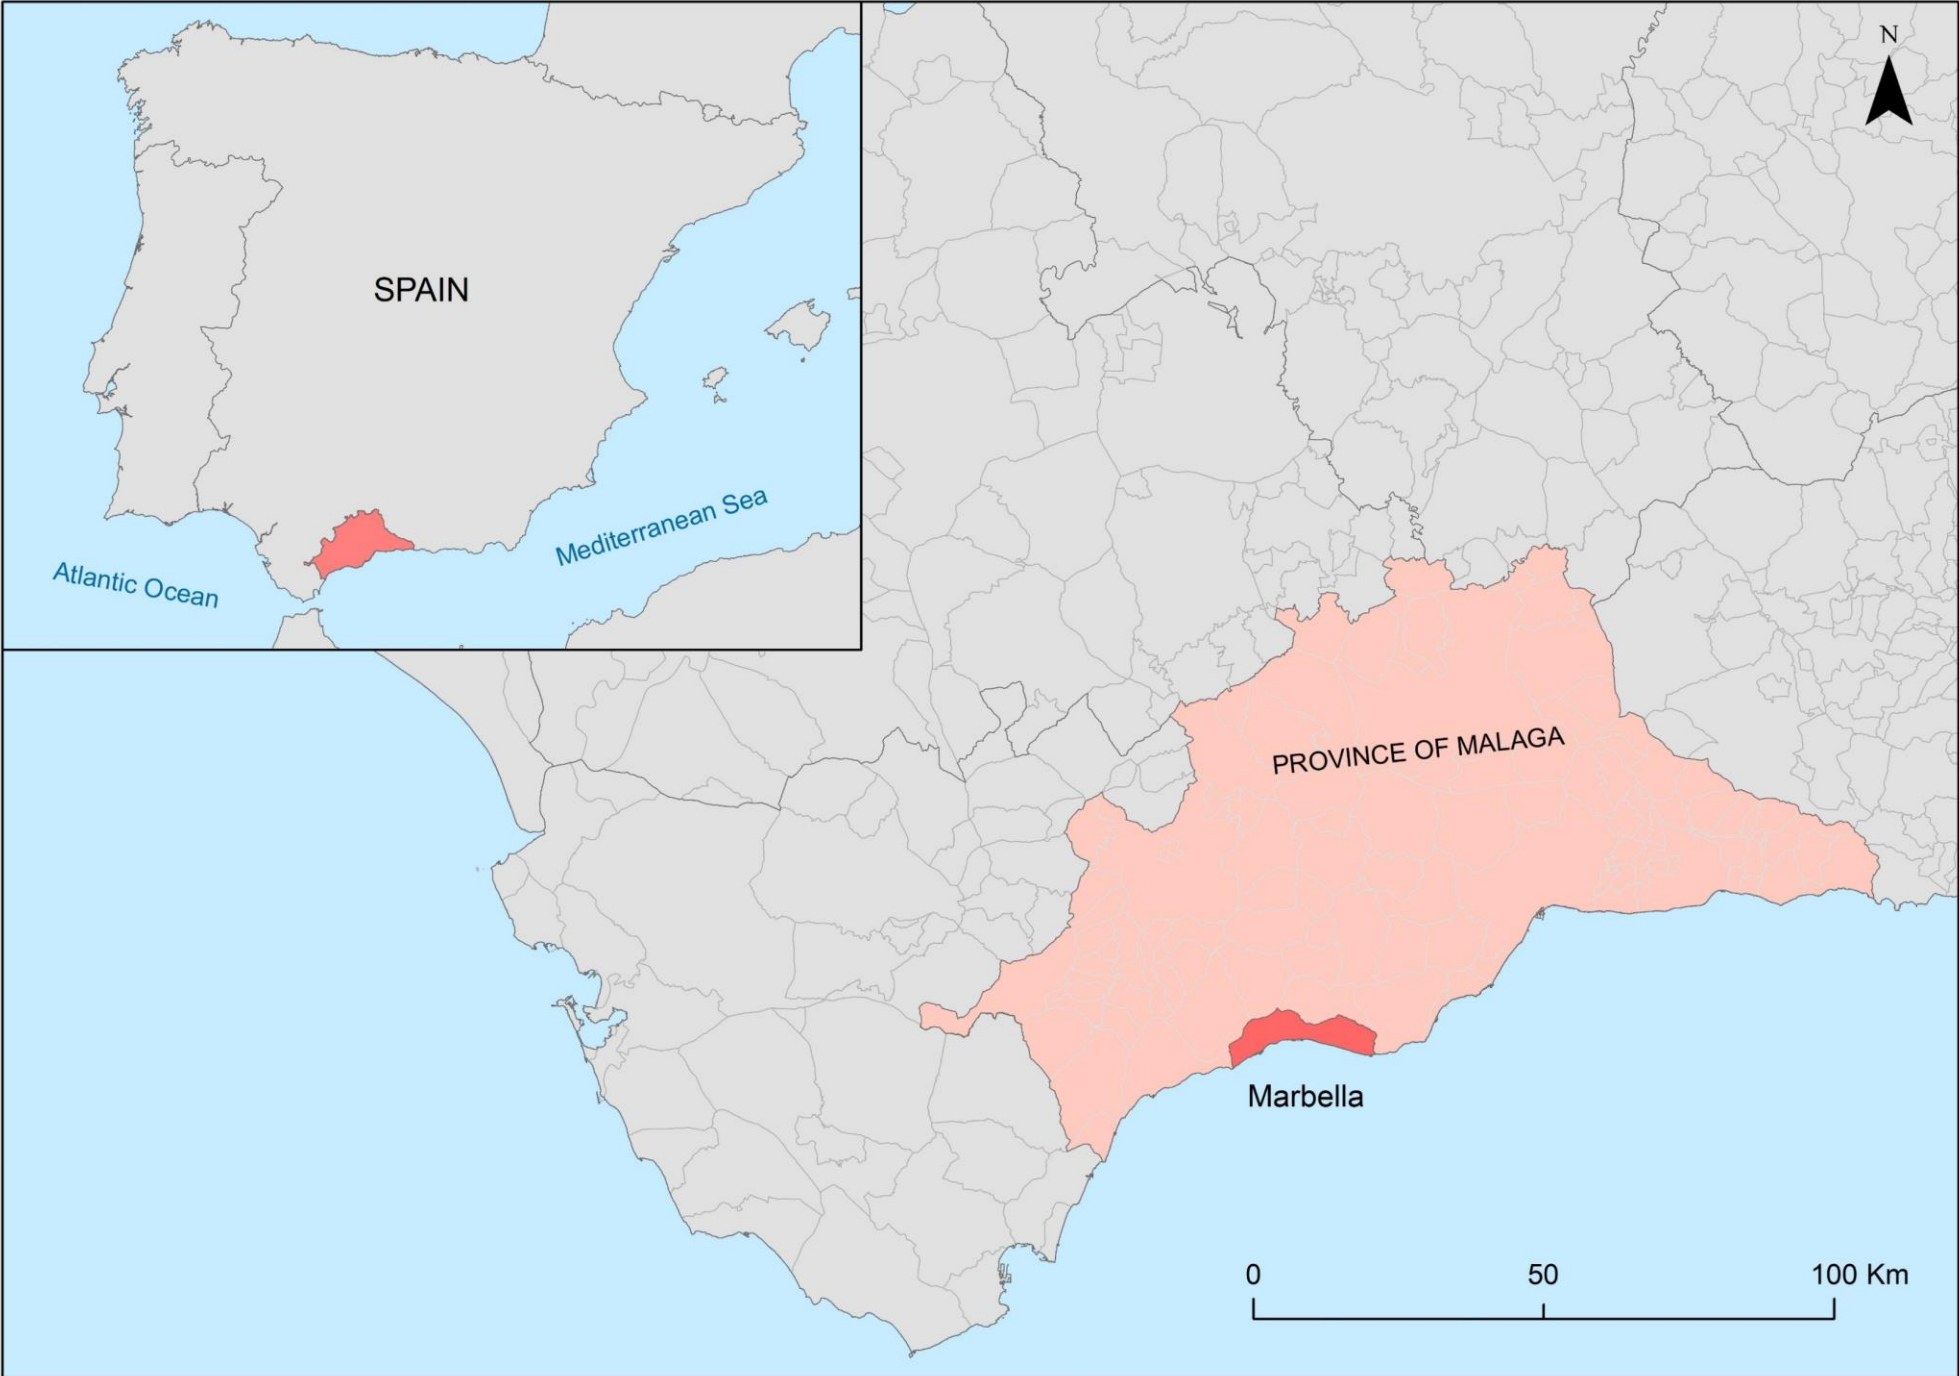 N
SPAIN
Mediterranean Sea
Atlantic Ocean
PROVINCE OF MALAGA
Marbella
0 50 100 Km